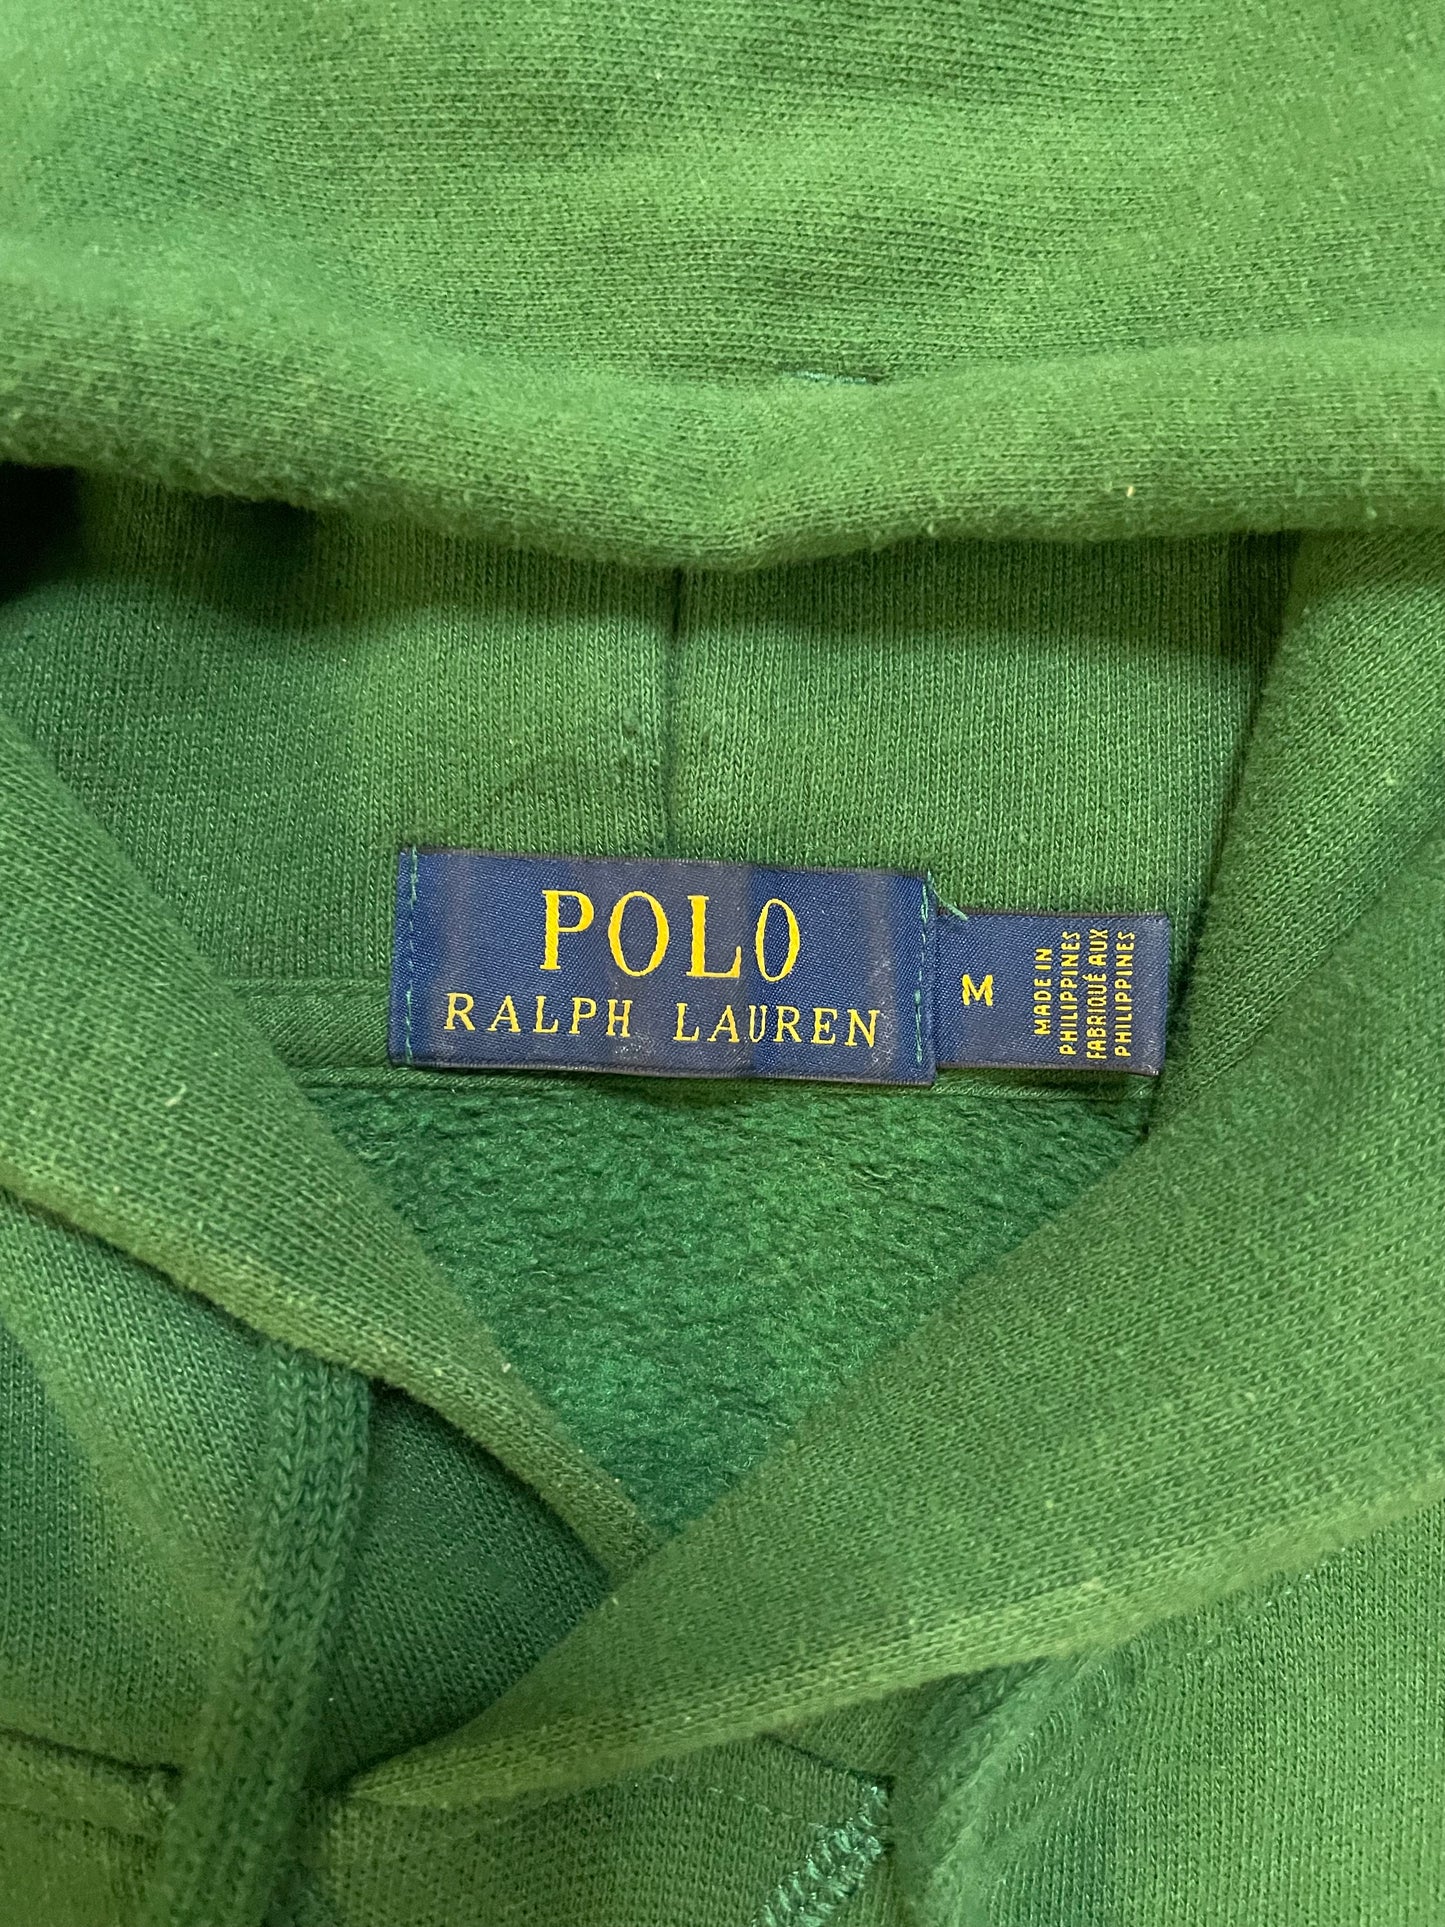 POLO
RALPH LAUREN
M
MADE IN
PHILIPPINES
FABRIQUÉ AUX
PHILIPPINES